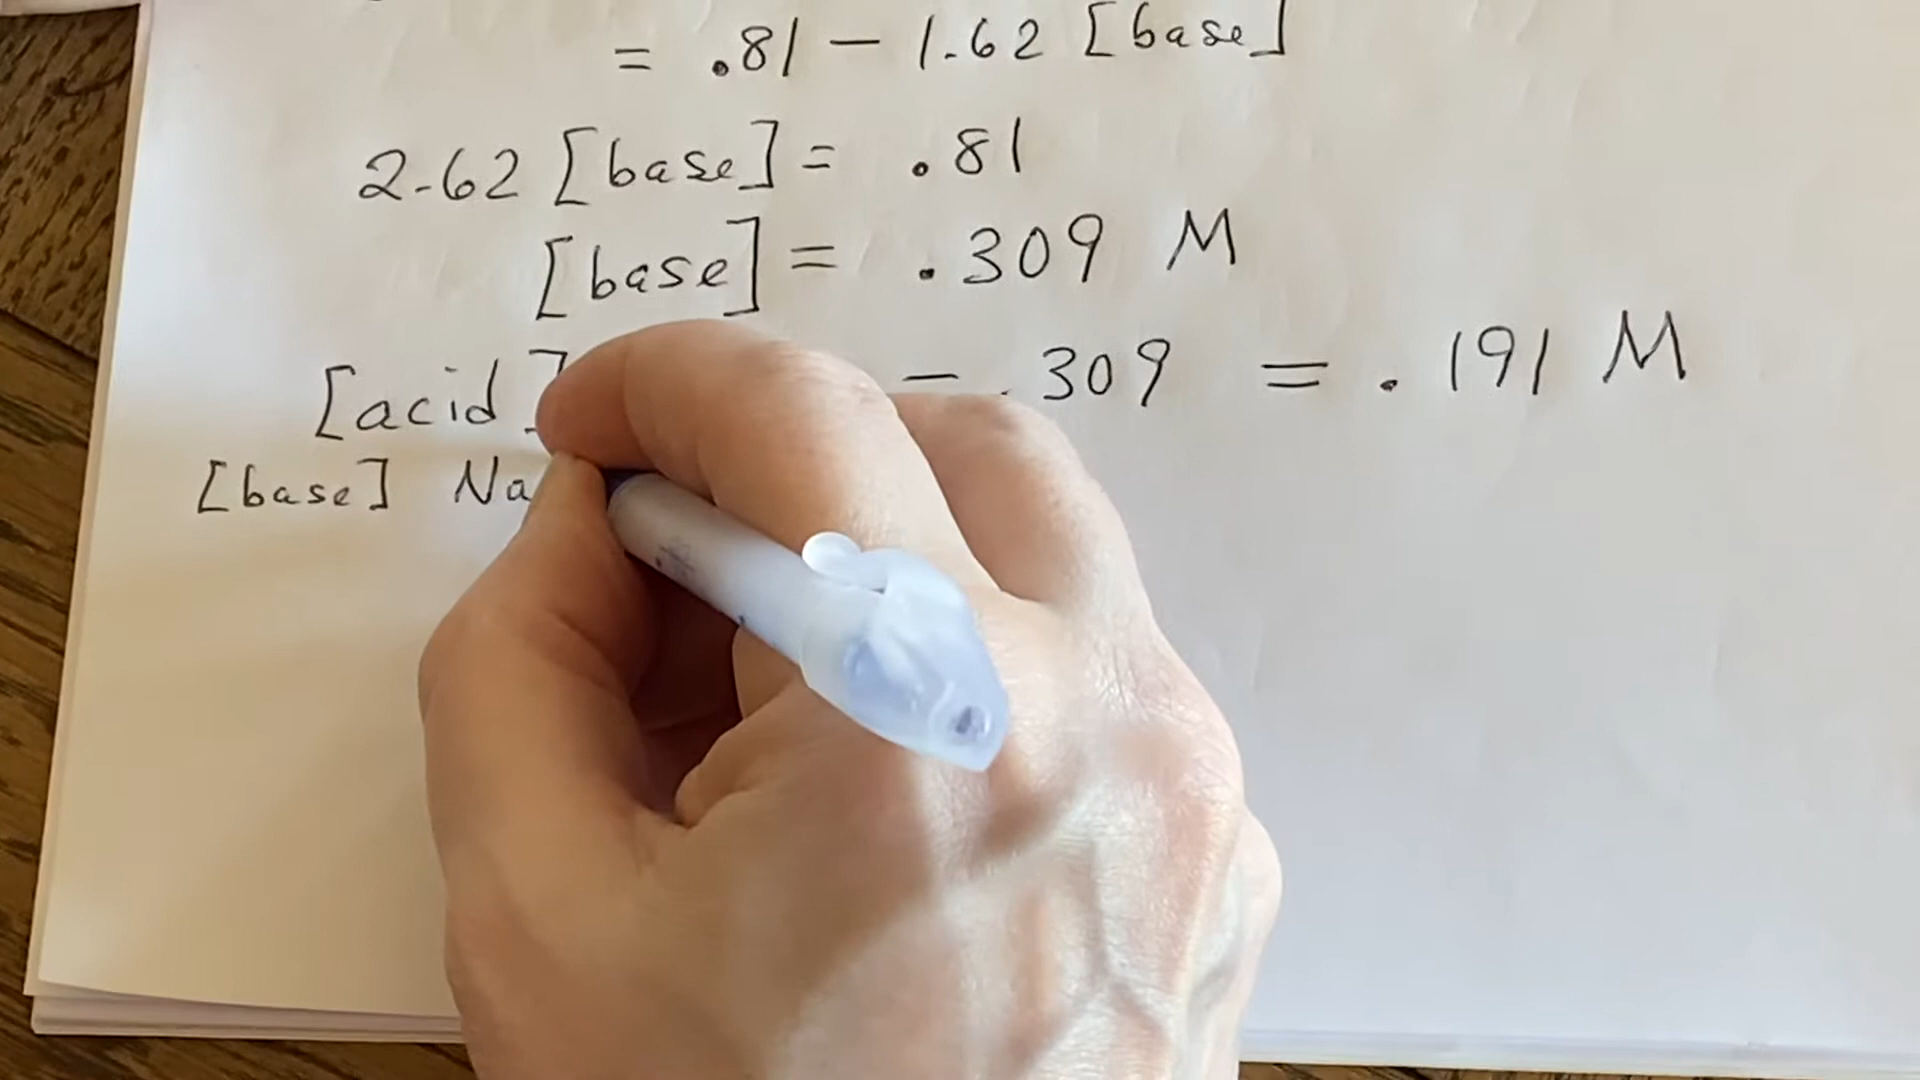 = .81 - 1.62 [base]
2.62 [base] = .81
[base] = .309 M
[acid] - .309 = .191 M
[base] Na